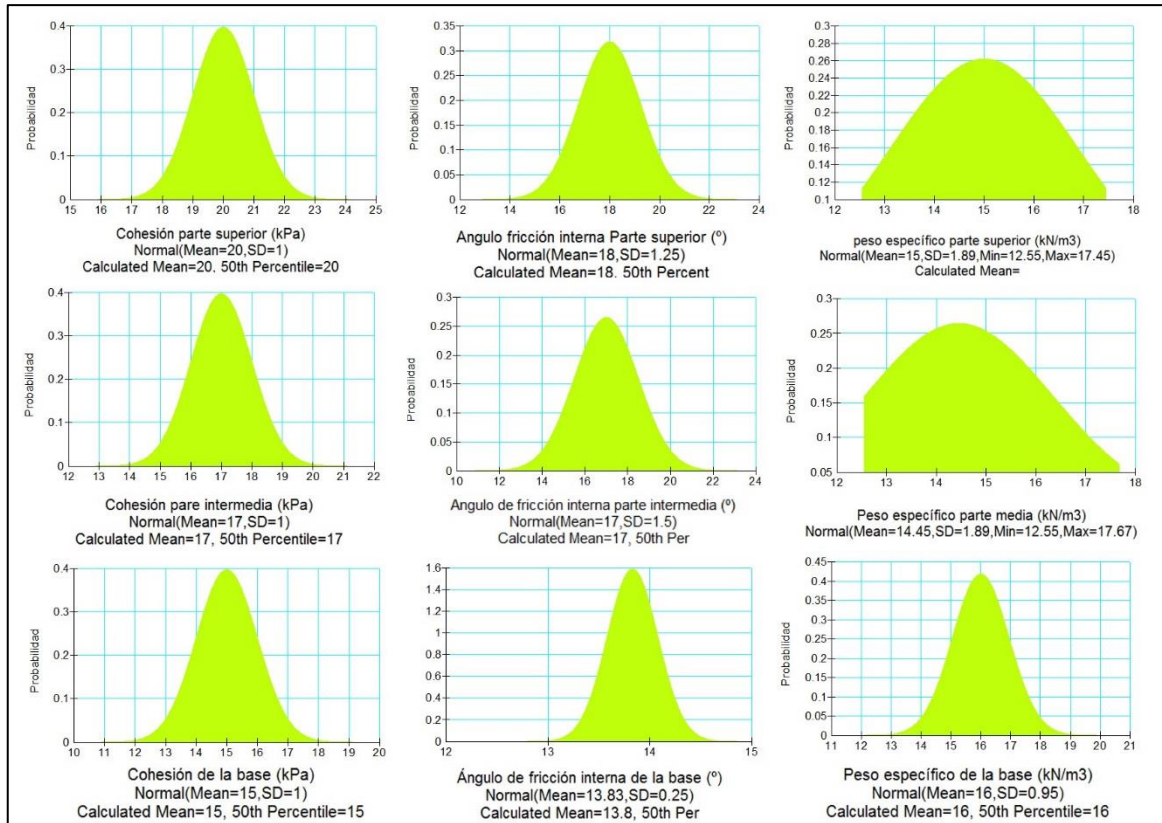 0.4
0.3
0.2
0.1
0
Probabilidad
15 16 17 18 19 20 21 22 23 24 25
Cohesión parte superior (kPa)
Normal(Mean=20,SD=1)
Calculated Mean=20, 50th Percentile=20
0.35
0.3
0.25
0.2
0.15
0.1
0.05
0
Probabilidad
12 14 16 18 20 22 24
Angulo fricción interna Parte superior (º)
Normal(Mean=18,SD=1.25)
Calculated Mean=18. 50th Percent
0.3
0.28
0.26
0.24
0.22
0.2
0.18
0.16
0.14
0.12
0.1
Probabilidad
12 13 14 15 16 17 18
peso específico parte superior (kN/m3)
Normal(Mean=15,SD=1.89,Min=12.55,Max=17.45)
Calculated Mean=
0.4
0.3
0.2
0.1
0
Probabilidad
12 13 14 15 16 17 18 19 20 21 22
Cohesión pare intermedia (kPa)
Normal(Mean=17,SD=1)
Calculated Mean=17, 50th Percentile=17
0.3
0.25
0.2
0.15
0.1
0.05
0
Probabilidad
10 12 14 16 18 20 22 24
Angulo de fricción interna parte intermedia (º)
Normal(Mean=17,SD=1.5)
Calculated Mean=17, 50th Per
0.3
0.25
0.2
0.15
0.1
0.05
Probabilidad
12 13 14 15 16 17 18
Peso específico parte media (kN/m3)
Normal(Mean=14.45,SD=1.89,Min=12.55,Max=17.67)
0.4
0.3
0.2
0.1
0
Probabilidad
10 11 12 13 14 15 16 17 18 19 20
Cohesión de la base (kPa)
Normal(Mean=15,SD=1)
Calculated Mean=15, 50th Percentile=15
1.6
1.4
1.2
1
0.8
0.6
0.4
0.2
0
Probabilidad
12 13 14 15
Ángulo de fricción interna de la base (º)
Normal(Mean=13.83,SD=0.25)
Calculated Mean=13.8, 50th Per
0.45
0.4
0.35
0.3
0.25
0.2
0.15
0.1
0.05
0
Probabilidad
11 12 13 14 15 16 17 18 19 20 21
Peso específico de la base (kN/m3)
Normal(Mean=16,SD=0.95)
Calculated Mean=16, 50th Percentile=16